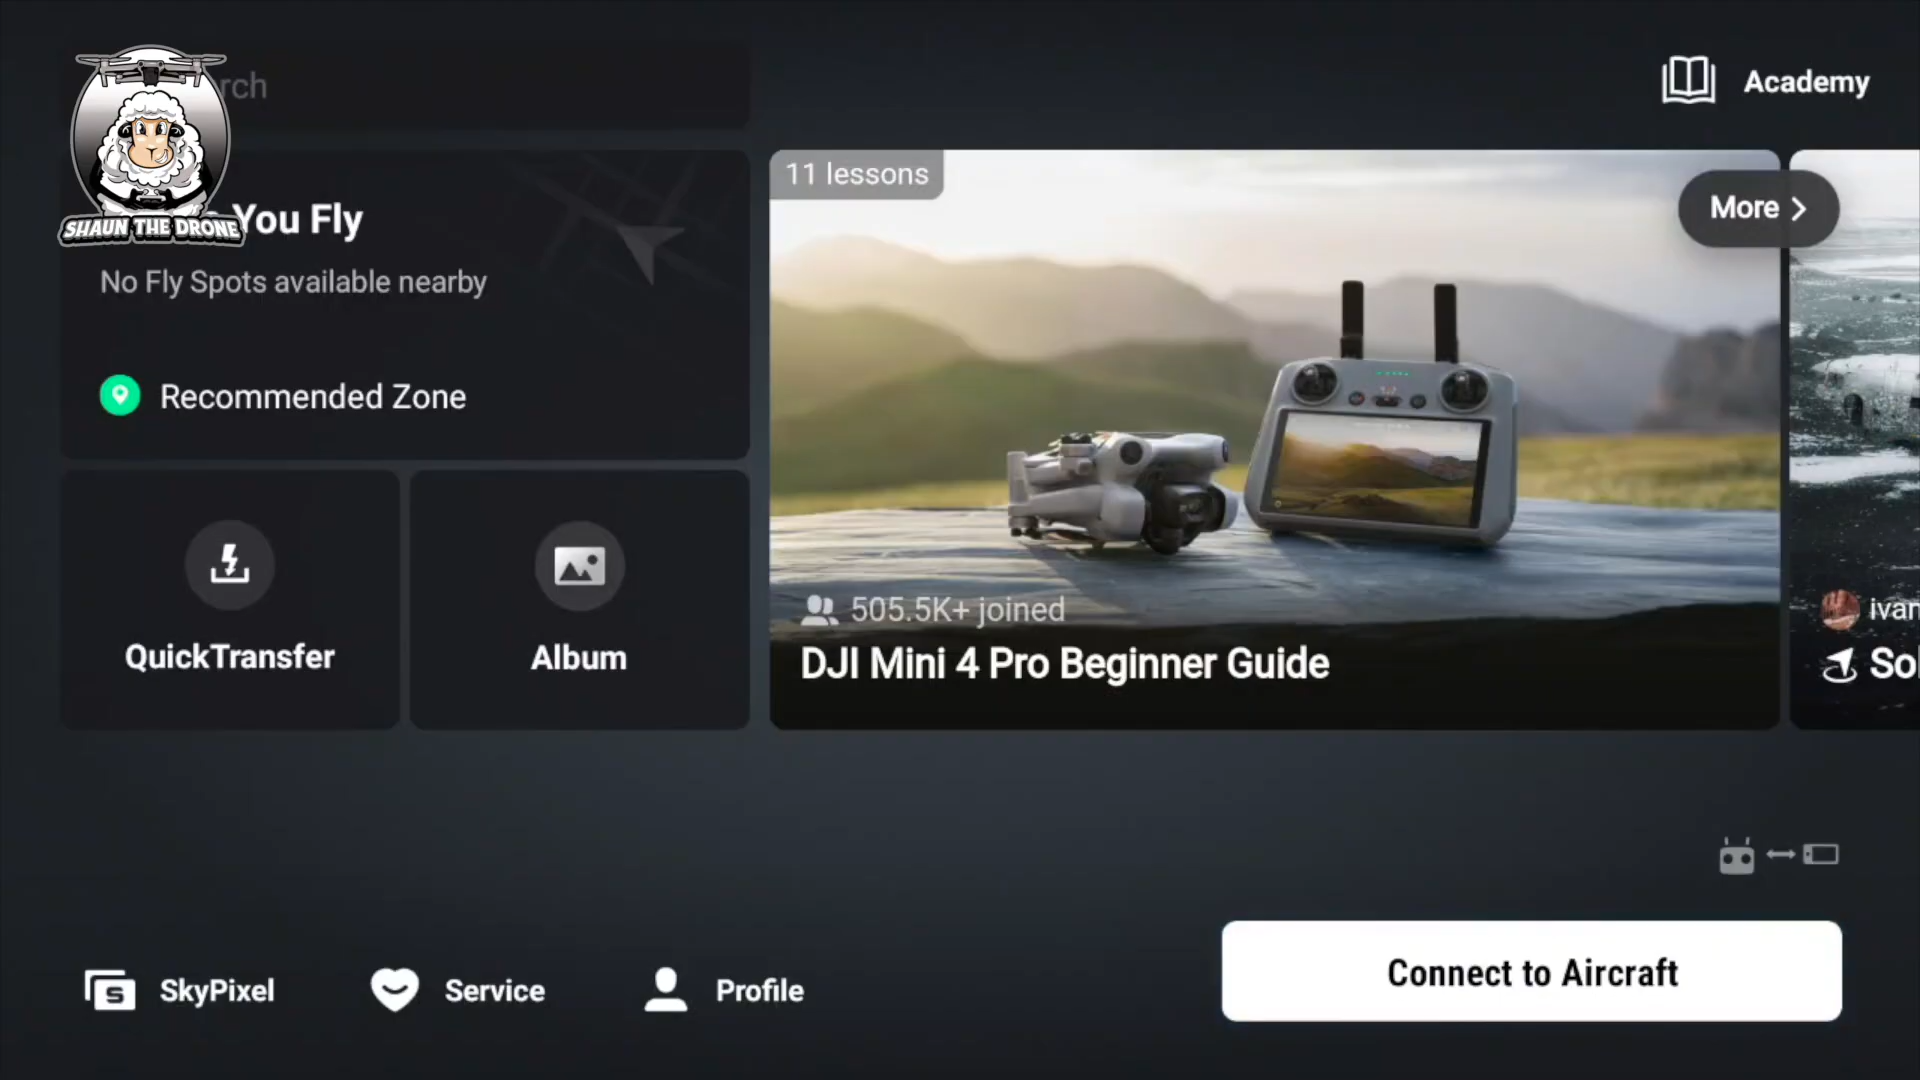 SHAUN THE DRONE
Academy
You Fly
No Fly Spots available nearby
Recommended Zone
QuickTransfer
Album
11 lessons
More
505.5K+ joined
DJI Mini 4 Pro Beginner Guide
SkyPixel
Service
Profile
Connect to Aircraft